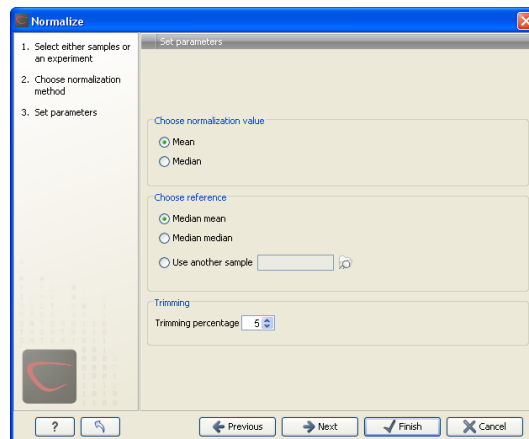 Normalize
1. Select either samples or
an experiment
2. Choose normalization
method
3. Set parameters
Set parameters
Choose normalization value
Mean
Median
Choose reference
Median mean
Median median
Use another sample
Trimming
Trimming percentage 5
?
Previous
Next
Finish
Cancel